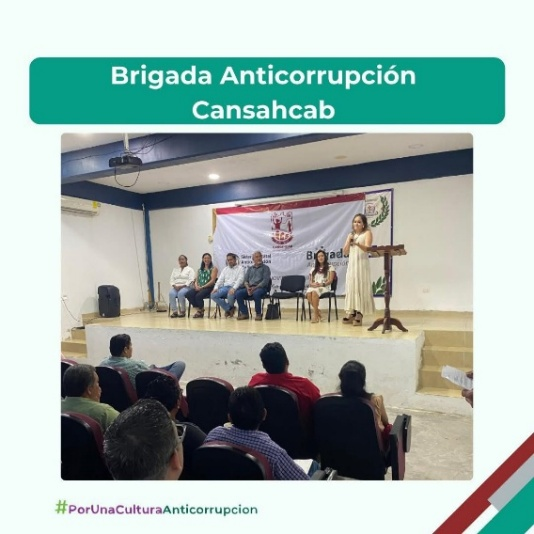 Brigada Anticorrupción
Cansahcab
Brigada
#PorUnaCulturaAnticorrupcion